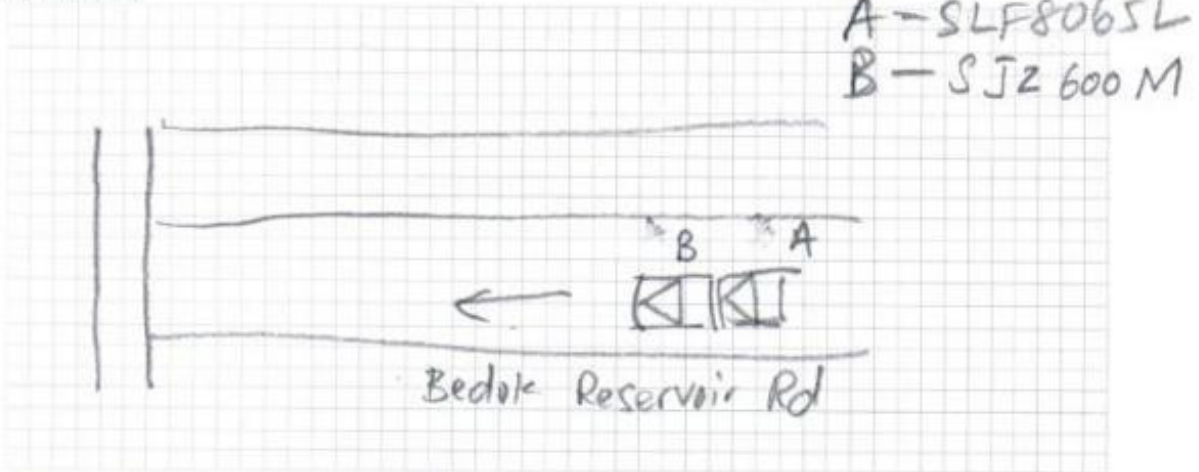 A - SLF8065L
B - SJZ 600 M
B
A
Bedok Reservoir Rd